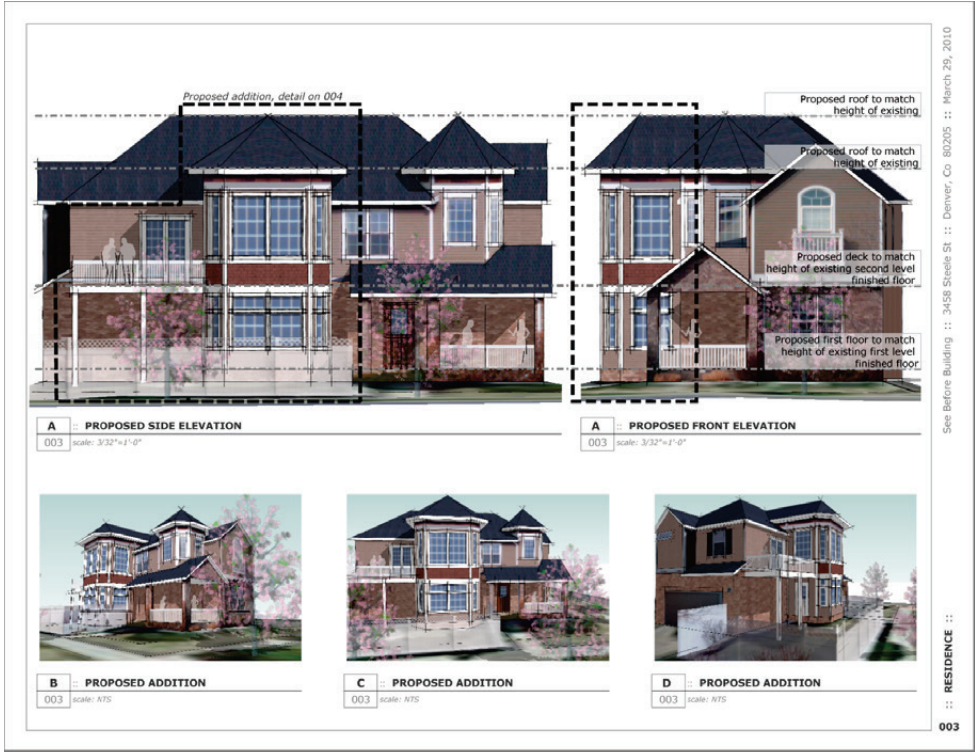 Proposed addition, detail on 004
Proposed roof to match
height of existing
Proposed roof to match
height of existing
Proposed deck to match
height of existing second level
finished floor
Proposed first floor to match
height of existing first level
finished floor
A :: PROPOSED SIDE ELEVATION
003 scale: 3/32"=1'-0"
A :: PROPOSED FRONT ELEVATION
003 scale: 3/32"=1'-0"
B :: PROPOSED ADDITION
003 scale: NTS
C :: PROPOSED ADDITION
003 scale: NTS
D :: PROPOSED ADDITION
003 scale: NTS
See Before Building :: 3458 Steele St :: Denver, Co 80205 :: March 29, 2010
:: RESIDENCE ::
003